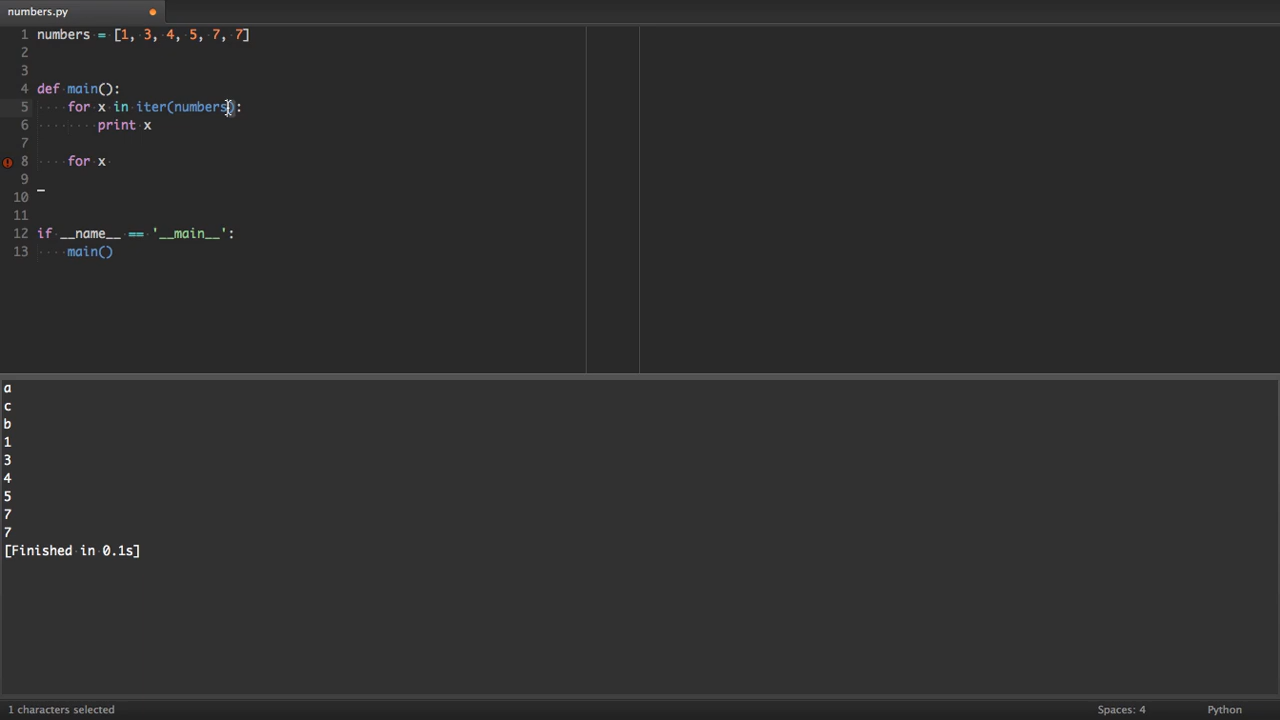 numbers.py
1 numbers = [1, 3, 4, 5, 7, 7]
2
3
4 def main():
5 for x in iter(numbers):
6 print x
7
8 for x
9
10
11
12 if __name__ == '__main__':
13 main()
a
c
b
1
3
4
5
7
7
[Finished in 0.1s]
1 characters selected Spaces: 4 Python